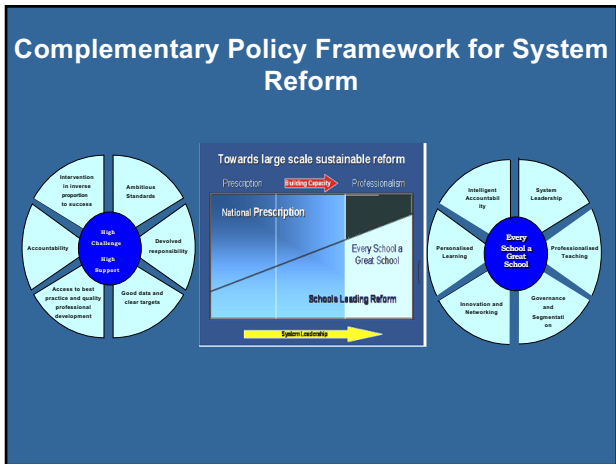 Complementary Policy Framework for System
Reform
Intervention
in inverse
proportion
to success
Ambitious
Standards
Accountability
High
Challenge
High
Support
Devolved
responsibility
Access to best
practice and quality
professional
development
Good data and
clear targets
Towards large scale sustainable reform
Prescription
Building Capacity
Professionalism
National Prescription
Every School a
Great School
Schools Leading Reform
System Leadership
Intelligent
Accountabil
ity
System
Leadership
Personalised
Learning
Every
School a
Great
School
Professionalised
Teaching
Innovation and
Networking
Governance
and
Segmentati
on